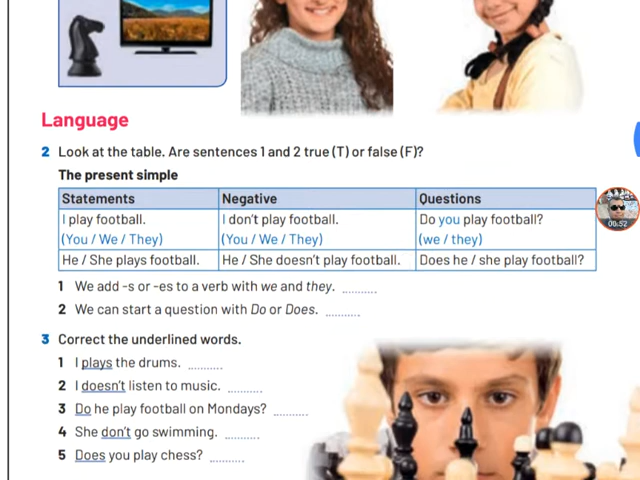 Language
2 Look at the table. Are sentences 1 and 2 true (T) or false (F)?
The present simple
Statements Negative Questions
I play football. I don't play football. Do you play football?
(You / We / They) (You / We / They) (we / they)
He / She plays football. He / She doesn't play football. Does he / she play football?
1 We add -s or -es to a verb with we and they. ..........
2 We can start a question with Do or Does. ..........
3 Correct the underlined words.
1 I plays the drums. ..........
2 I doesn't listen to music. ..........
3 Do he play football on Mondays? ..........
4 She don't go swimming. ..........
5 Does you play chess? ..........
00:52